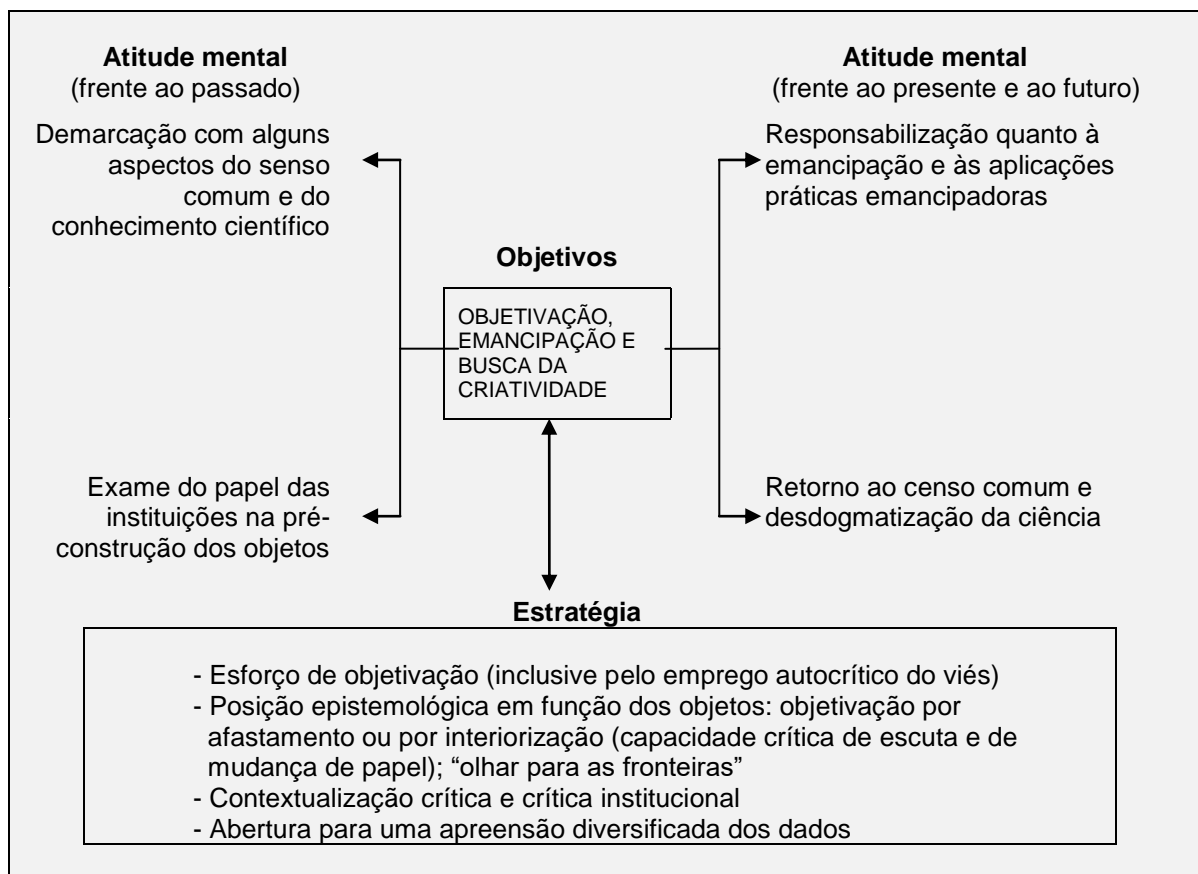 Atitude mental
(frente ao passado)
Demarcação com alguns
aspectos do senso
comum e do
conhecimento científico
Atitude mental
(frente ao presente e ao futuro)
Responsabilização quanto à
emancipação e às aplicações
práticas emancipadoras
Objetivos
OBJETIVAÇÃO,
EMANCIPAÇÃO E
BUSCA DA
CRIATIVIDADE
Exame do papel das
instituições na pré-
construção dos objetos
Retorno ao censo comum e
desdogmatização da ciência
Estratégia
- Esforço de objetivação (inclusive pelo emprego autocrítico do viés)
- Posição epistemológica em função dos objetos: objetivação por
afastamento ou por interiorização (capacidade crítica de escuta e de
mudança de papel); “olhar para as fronteiras”
- Contextualização crítica e crítica institucional
- Abertura para uma apreensão diversificada dos dados